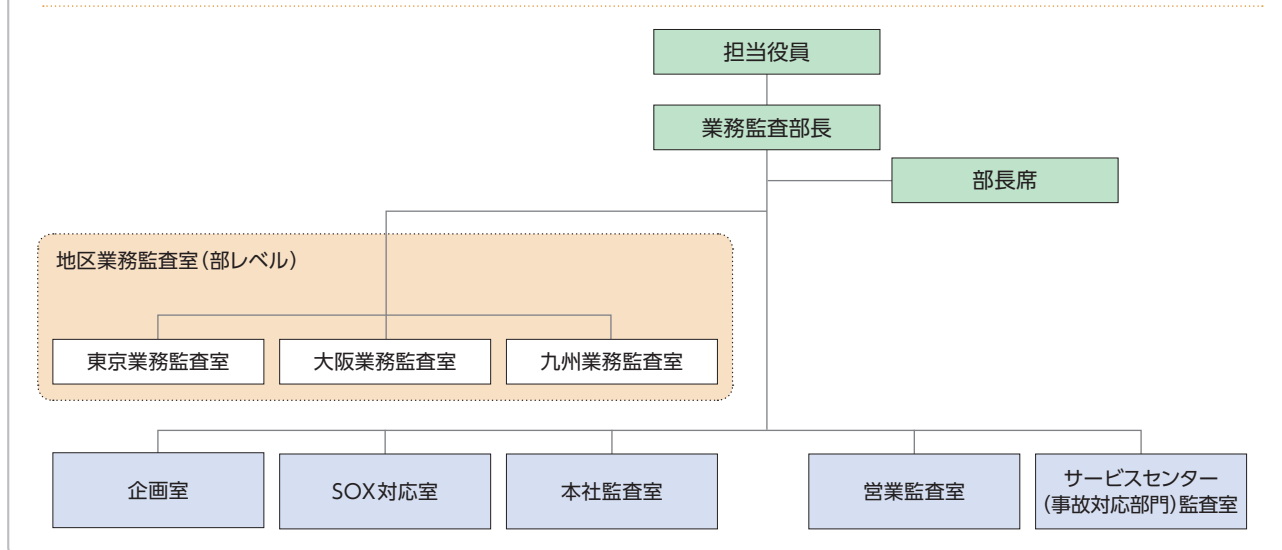 担当役員
業務監査部長
部長席
地区業務監査室(部レベル)
東京業務監査室
大阪業務監査室
九州業務監査室
企画室
SOX対応室
本社監査室
営業監査室
サービスセンター
(事故対応部門)監査室